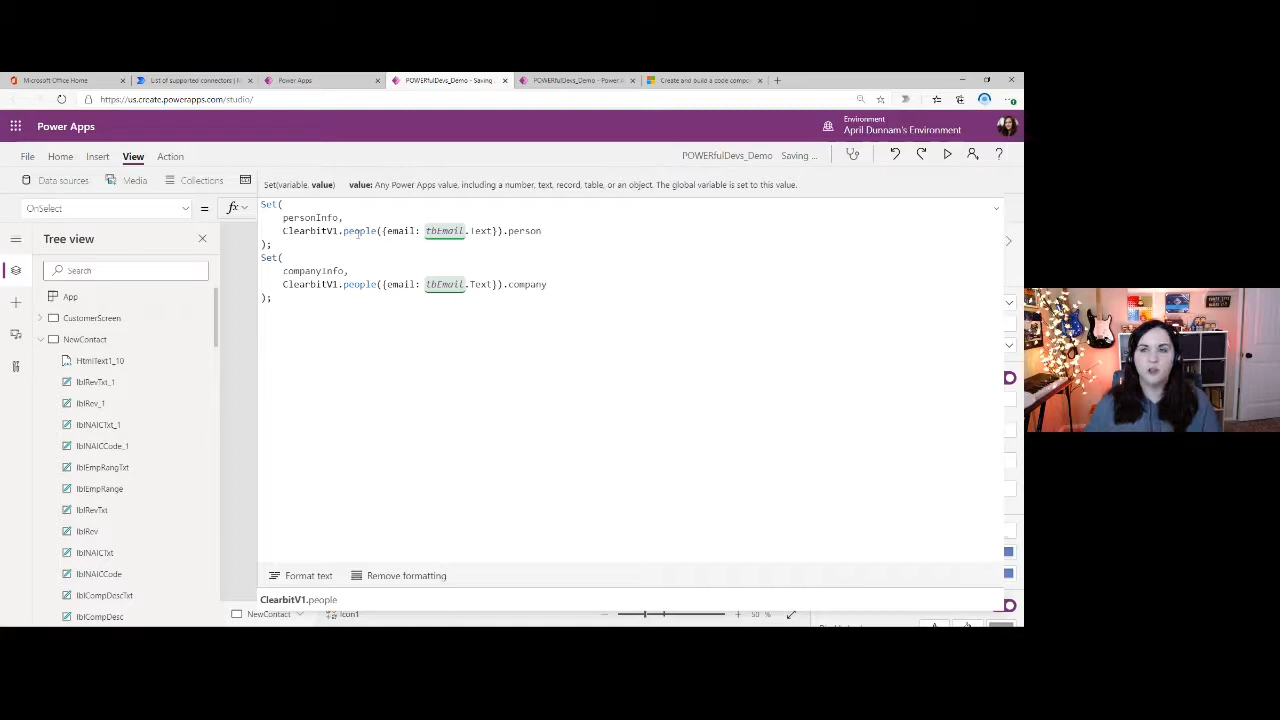 Microsoft Office Home
List of supported connectors | M
Power Apps
POWERfulDevs_Demo - Saving
POWERfulDevs_Demo - Power A
Create and build a code compo
https://us.create.powerapps.com/studio/
Power Apps
Environment
April Dunnam's Environment
File Home Insert View Action
POWERfulDevs_Demo Saving ...
Data sources Media Collections
Set(variable, value) value: Any Power Apps value, including a number, text, record, table, or an object. The global variable is set to this value.
OnSelect = fx
Set(
personInfo,
ClearbitV1.people({email: tbEmail.Text}).person
);
Set(
companyInfo,
ClearbitV1.people({email: tbEmail.Text}).company
);
Tree view
Search
App
CustomerScreen
NewContact
HtmlText1_10
lblRevTxt_1
lblRev_1
lblNAICTxt_1
lblNAICCode_1
lblEmpRangTxt
lblEmpRange
lblRevTxt
lblRev
lblNAICTxt
lblNAICCode
lblCompDescTxt
lblCompDesc
Format text Remove formatting
ClearbitV1.people
NewContact Icon1
50 %